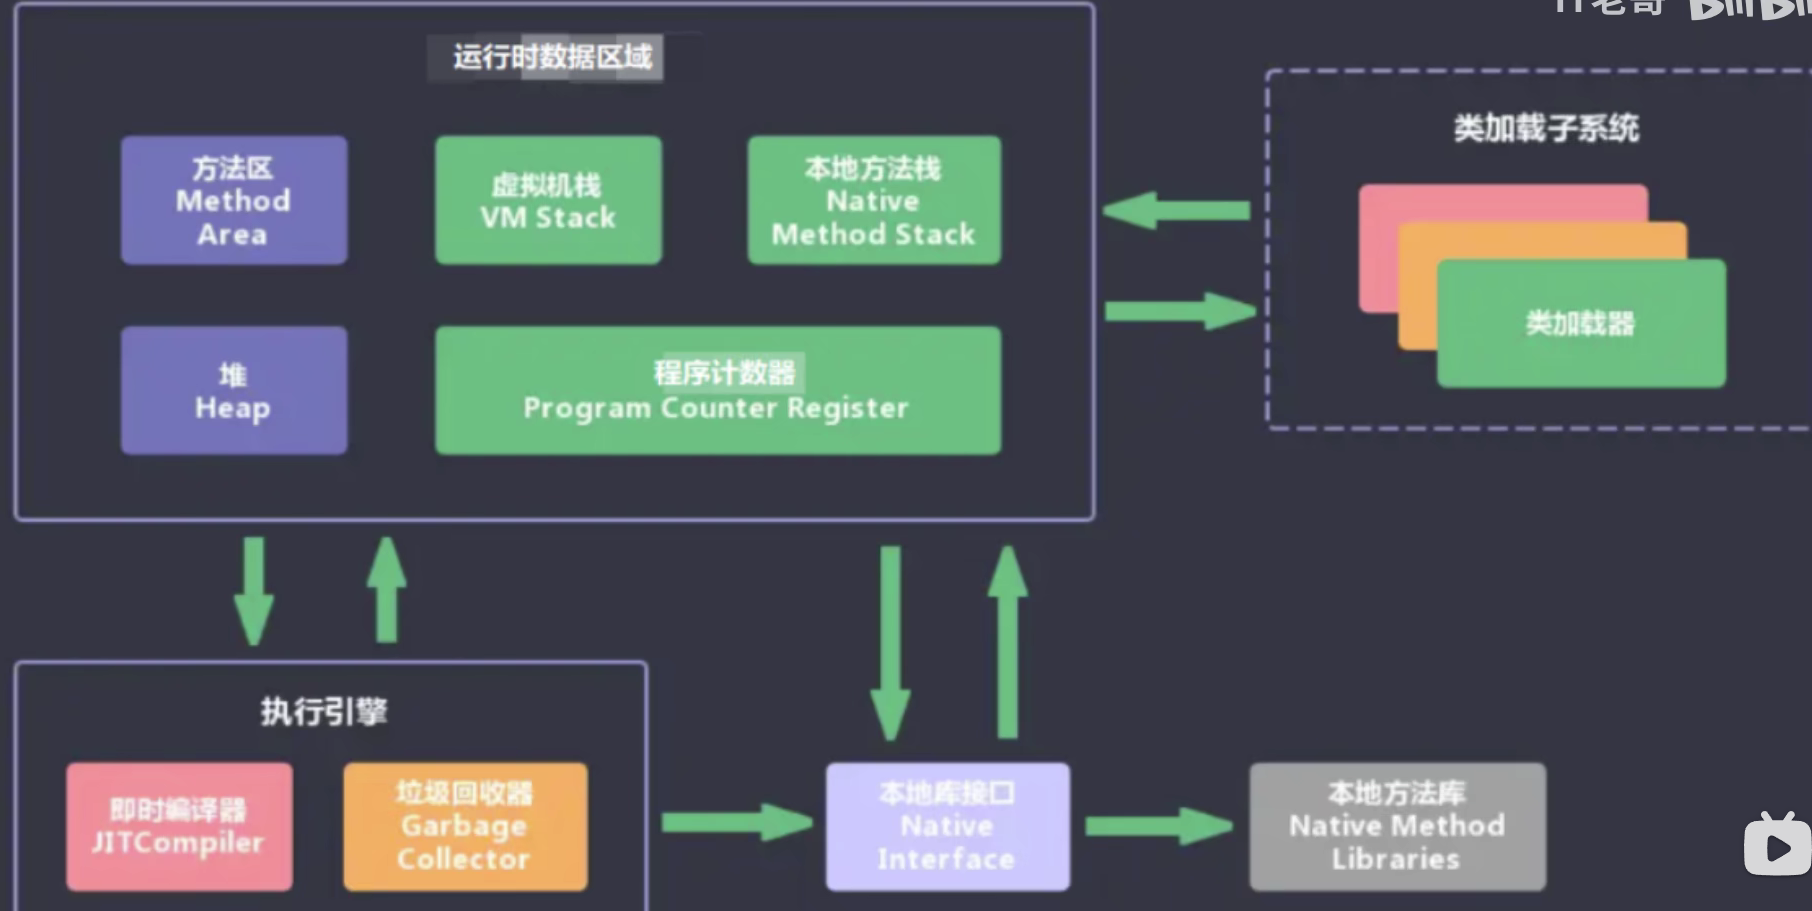 IT老哥
运行时数据区域
方法区
Method
Area
虚拟机栈
VM Stack
本地方法栈
Native
Method Stack
堆
Heap
程序计数器
Program Counter Register
类加载子系统
类加载器
执行引擎
即时编译器
JITCompiler
垃圾回收器
Garbage
Collector
本地库接口
Native
Interface
本地方法库
Native Method
Libraries